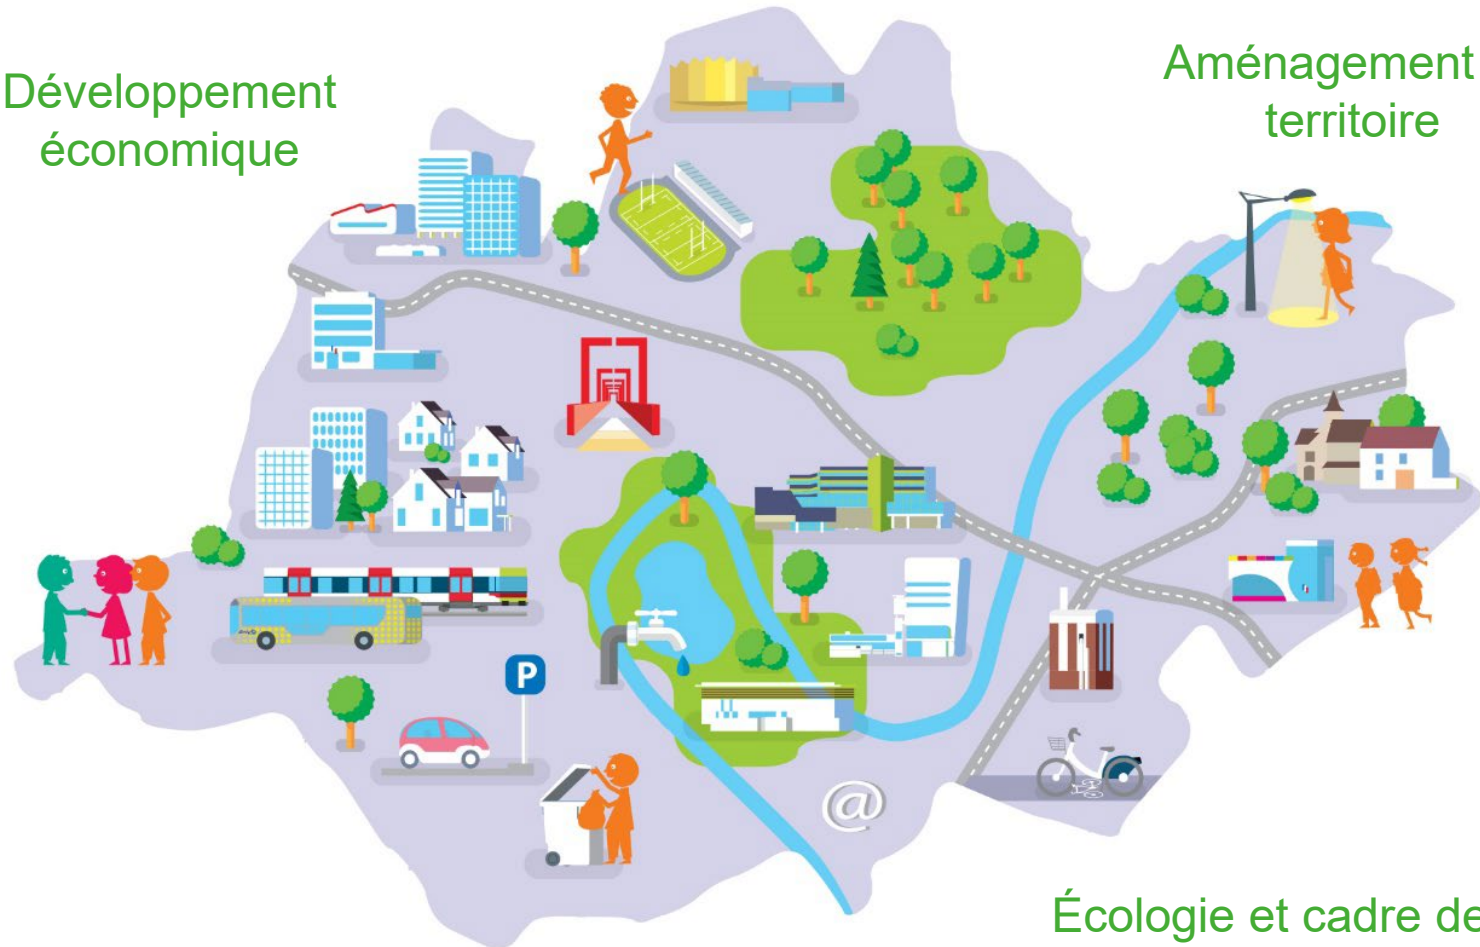 Développement
économique
Aménagement
territoire
P
@
Écologie et cadre de